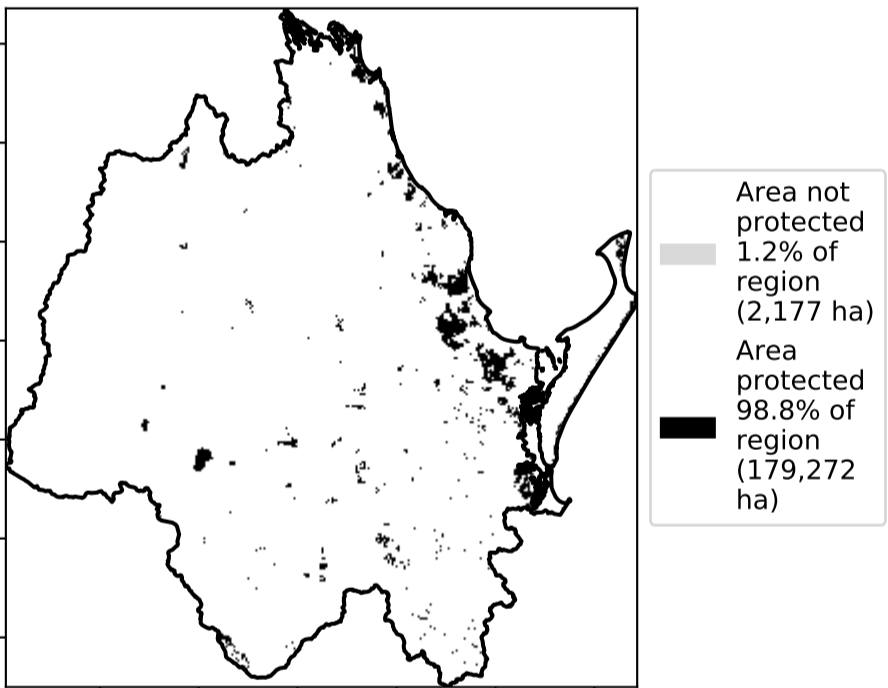 Area not
protected
1.2% of
region
(2,177 ha)
Area
protected
98.8% of
region
(179,272
ha)